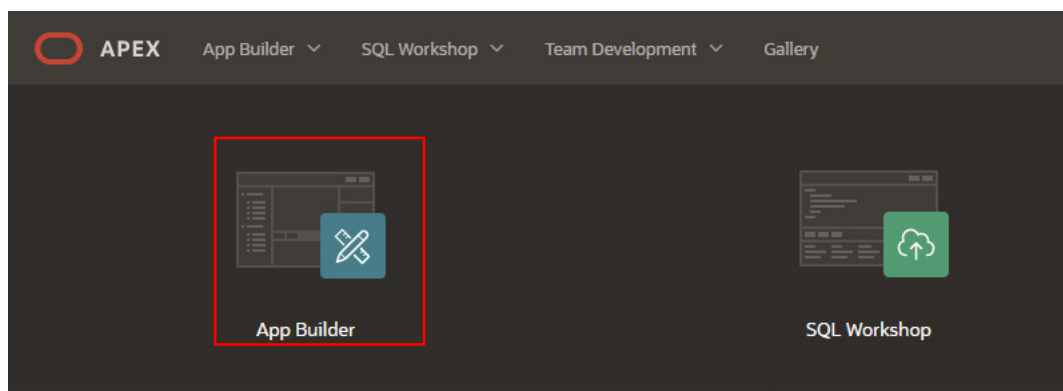 APEX App Builder SQL Workshop Team Development Gallery
App Builder SQL Workshop